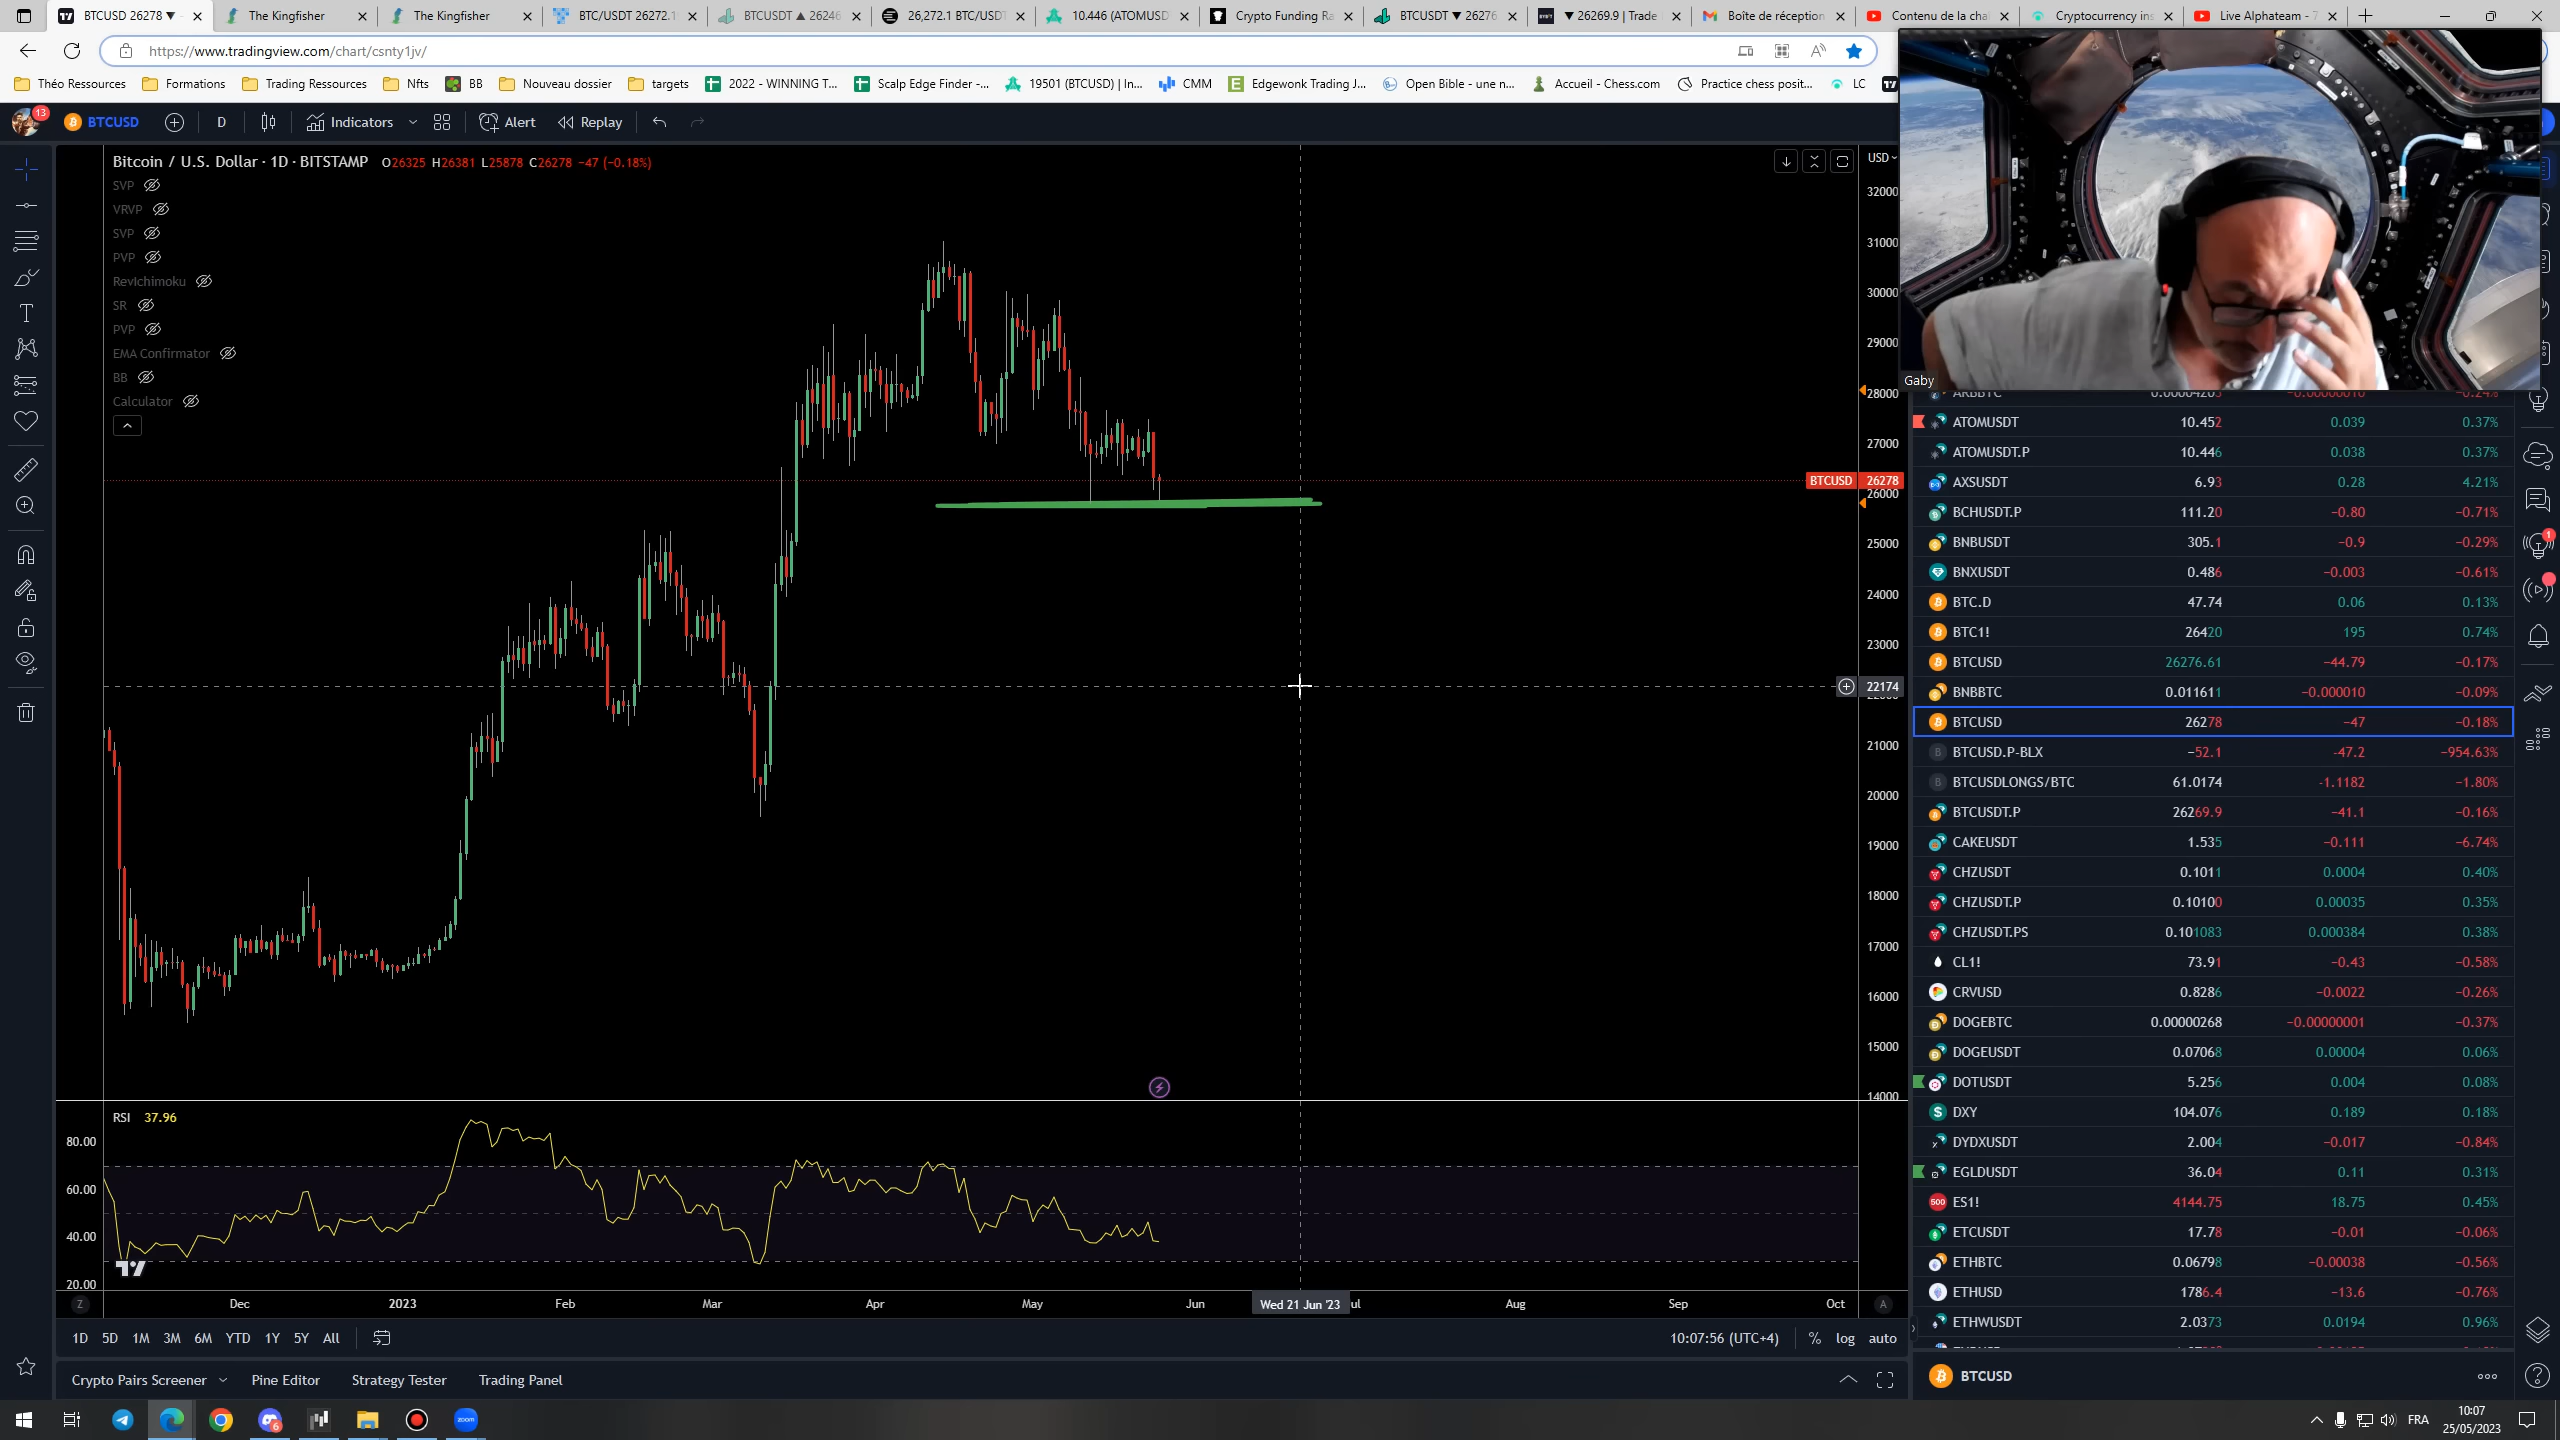 BTCUSD 26278 ▼
The Kingfisher
The Kingfisher
BTC/USDT 26272.1
BTCUSDT ▲ 26246
26,272.1 BTC/USDT
10.446 (ATOMUSD
Crypto Funding Ra
BTCUSDT ▼ 26276
▼ 26269.9 | Trade
Boîte de réception
Contenu de la cha
Cryptocurrency ins
Live Alphateam - 7
https://www.tradingview.com/chart/csnty1jv/
Théo Ressources
Formations
Trading Ressources
Nfts
BB
Nouveau dossier
targets
2022 - WINNING T...
Scalp Edge Finder -...
19501 (BTCUSD) | In...
CMM
Edgewonk Trading J...
Open Bible - une n...
Accueil - Chess.com
Practice chess posit...
LC
13
BTCUSD
D
Indicators
Alert
Replay
Bitcoin / U.S. Dollar · 1D · BITSTAMP O26325 H26381 L25878 C26278 −47 (−0.18%)
SVP
VRVP
SVP
PVP
RevIchimoku
SR
PVP
EMA Confirmator
BB
Calculator
USD
32000
31000
30000
29000
28000
27000
BTCUSD 26278
26000
25000
24000
23000
22174
21000
20000
19000
18000
17000
16000
15000
14000
RSI 37.96
80.00
60.00
40.00
20.00
Z
Dec
2023
Feb
Mar
Apr
May
Jun
Wed 21 Jun '23
ul
Aug
Sep
Oct
A
1D 5D 1M 3M 6M YTD 1Y 5Y All
10:07:56 (UTC+4)
% log auto
Crypto Pairs Screener
Pine Editor
Strategy Tester
Trading Panel
Gaby
ATOMUSDT 10.452 0.039 0.37%
ATOMUSDT.P 10.446 0.038 0.37%
AXSUSDT 6.93 0.28 4.21%
BCHUSDT.P 111.20 −0.80 −0.71%
BNBUSDT 305.1 −0.9 −0.29%
BNXUSDT 0.486 −0.003 −0.61%
BTC.D 47.74 0.06 0.13%
BTC1! 26420 195 0.74%
BTCUSD 26276.61 −44.79 −0.17%
BNBBTC 0.011611 −0.000010 −0.09%
BTCUSD 26278 −47 −0.18%
BTCUSD.P-BLX −52.1 −47.2 −954.63%
BTCUSDLONGS/BTC 61.0174 -1.1182 −1.80%
BTCUSDT.P 26269.9 −41.1 −0.16%
CAKEUSDT 1.535 −0.111 −6.74%
CHZUSDT 0.1011 0.0004 0.40%
CHZUSDT.P 0.10100 0.00035 0.35%
CHZUSDT.PS 0.101083 0.000384 0.38%
CL1! 73.91 −0.43 −0.58%
CRVUSD 0.8286 −0.0022 −0.26%
DOGEBTC 0.00000268 −0.00000001 −0.37%
DOGEUSDT 0.07068 0.00004 0.06%
DOTUSDT 5.256 0.004 0.08%
DXY 104.076 0.189 0.18%
DYDXUSDT 2.004 −0.017 −0.84%
EGLDUSDT 36.04 0.11 0.31%
ES1! 4144.75 18.75 0.45%
ETCUSDT 17.78 −0.01 −0.06%
ETHBTC 0.06798 −0.00038 −0.56%
ETHUSD 1786.4 −13.6 −0.76%
ETHWUSDT 2.0373 0.0194 0.96%
BTCUSD
zoom
FRA
10:07
25/05/2023